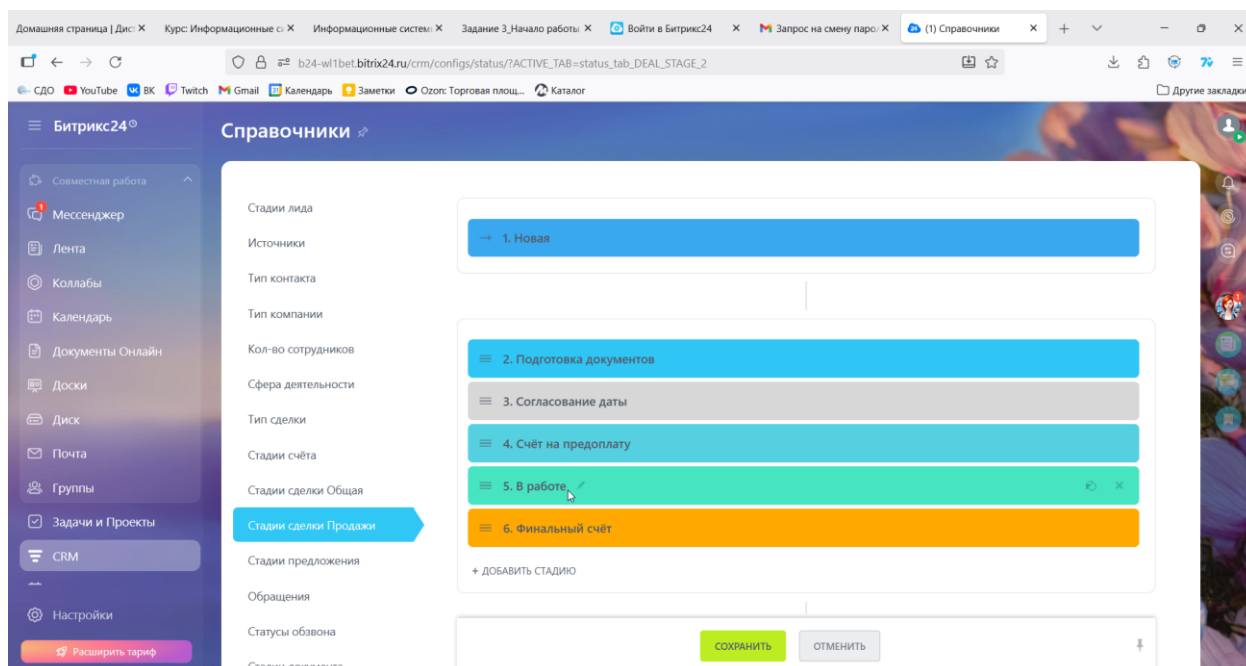 Домашняя страница | Дис
Курс: Информационные с
Информационные систем
Задание 3_Начало работы
Войти в Битрикс24
Запрос на смену парол
(1) Справочники
b24-wl1bet.bitrix24.ru/crm/configs/status/?ACTIVE_TAB=status_tab_DEAL_STAGE_2
СДО
YouTube
ВК
Twitch
Gmail
Календарь
Заметки
Ozon: Торговая площ...
Каталог
Другие закладки
Битрикс24
Справочники
Совместная работа
Мессенджер
1
Лента
Коллабы
Календарь
Документы Онлайн
Доски
Диск
Почта
Группы
Задачи и Проекты
CRM
Настройки
Расширить тариф
Стадии лида
Источники
Тип контакта
Тип компании
Кол-во сотрудников
Сфера деятельности
Тип сделки
Стадии счёта
Стадии сделки Общая
Стадии сделки Продажи
Стадии предложения
Обращения
Статусы обзвона
Стадии документа
1. Новая
2. Подготовка документов
3. Согласование даты
4. Счёт на предоплату
5. В работе
6. Финальный счёт
+ ДОБАВИТЬ СТАДИЮ
СОХРАНИТЬ
ОТМЕНИТЬ
1